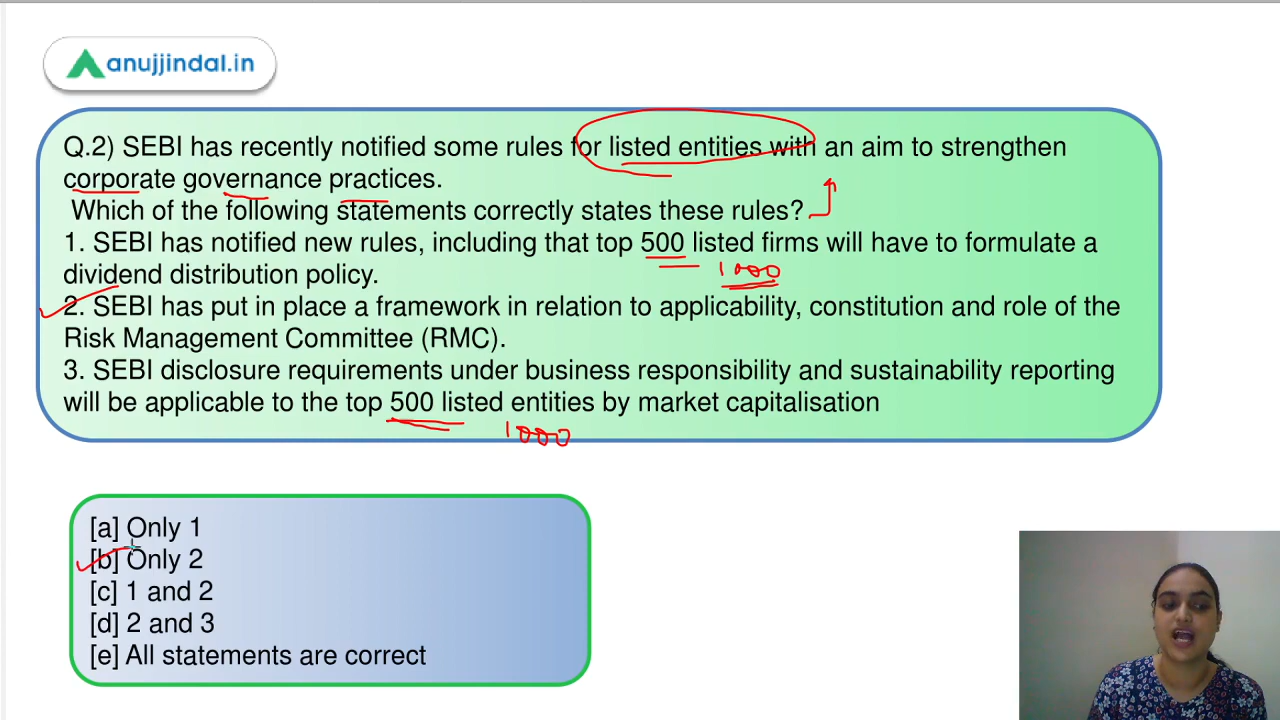 anujjindal.in
Q.2) SEBI has recently notified some rules for listed entities with an aim to strengthen
corporate governance practices.
Which of the following statements correctly states these rules?
1. SEBI has notified new rules, including that top 500 listed firms will have to formulate a
dividend distribution policy.
1000
2. SEBI has put in place a framework in relation to applicability, constitution and role of the
Risk Management Committee (RMC).
3. SEBI disclosure requirements under business responsibility and sustainability reporting
will be applicable to the top 500 listed entities by market capitalisation
1000
[a] Only 1
[b] Only 2
[c] 1 and 2
[d] 2 and 3
[e] All statements are correct